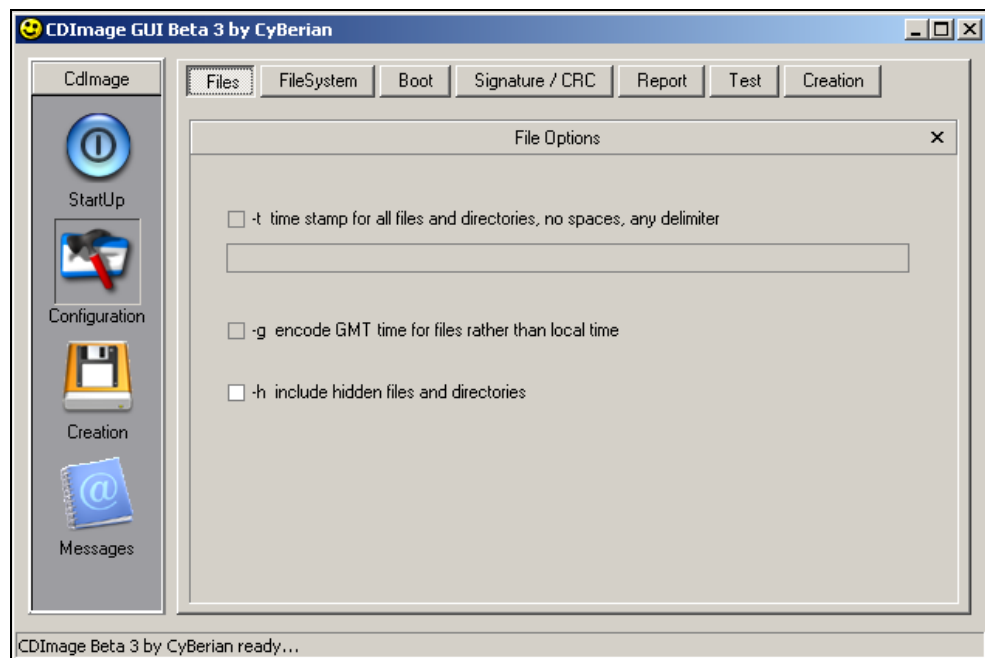 CDImage GUI Beta 3 by CyBerian
CdImage
StartUp
Configuration
Creation
Messages
Files FileSystem Boot Signature / CRC Report Test Creation
File Options
-t time stamp for all files and directories, no spaces, any delimiter
-g encode GMT time for files rather than local time
-h include hidden files and directories
CDImage Beta 3 by CyBerian ready...